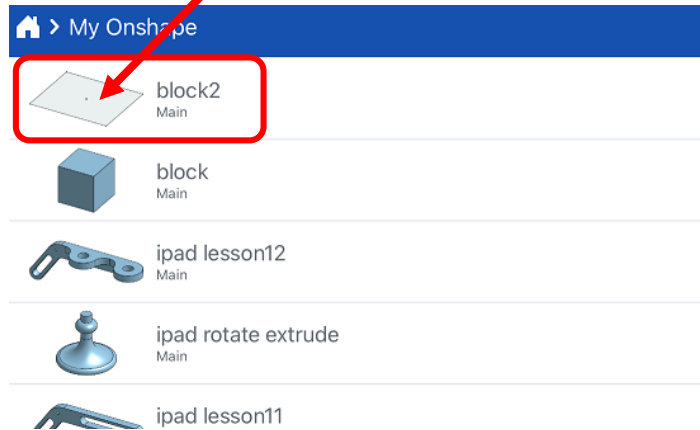 My Onshape
block2
Main
block
Main
ipad lesson12
Main
ipad rotate extrude
Main
ipad lesson11